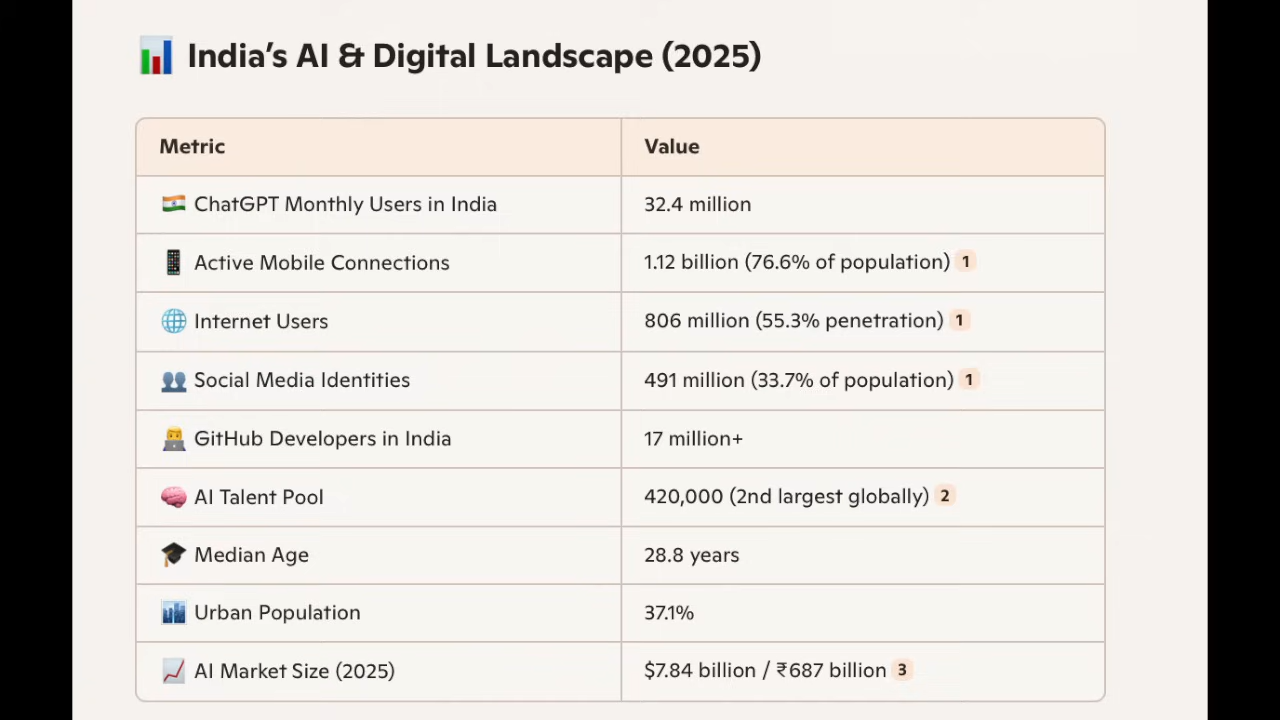 India's AI & Digital Landscape (2025)
Metric Value
ChatGPT Monthly Users in India 32.4 million
Active Mobile Connections 1.12 billion (76.6% of population) 1
Internet Users 806 million (55.3% penetration) 1
Social Media Identities 491 million (33.7% of population) 1
GitHub Developers in India 17 million+
AI Talent Pool 420,000 (2nd largest globally) 2
Median Age 28.8 years
Urban Population 37.1%
AI Market Size (2025) $7.84 billion / ₹687 billion 3